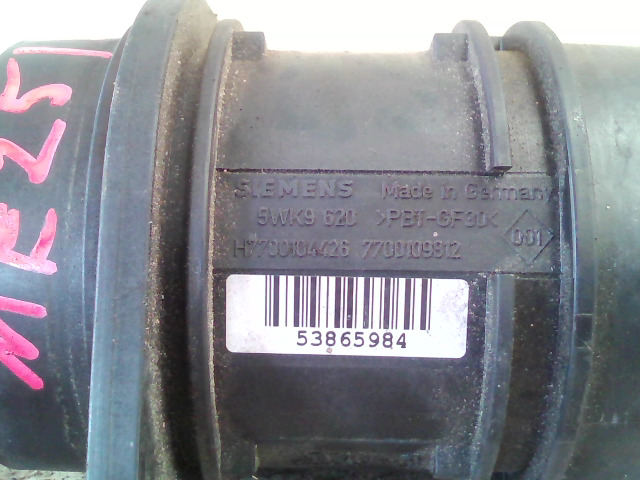 SIEMENS Made in Germany
5WK9 620 >PBT-GF30<
001
H7700104426 7700109812
53865984